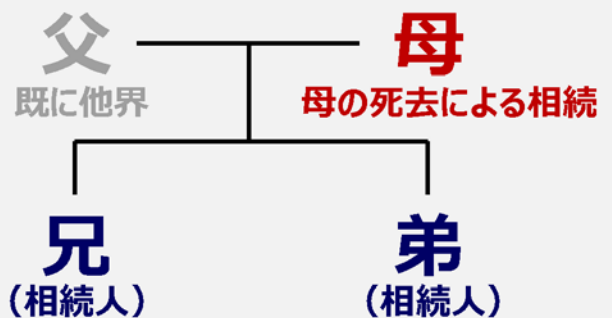 父
母
既に他界
母の死去による相続
兄
弟
(相続人)
(相続人)